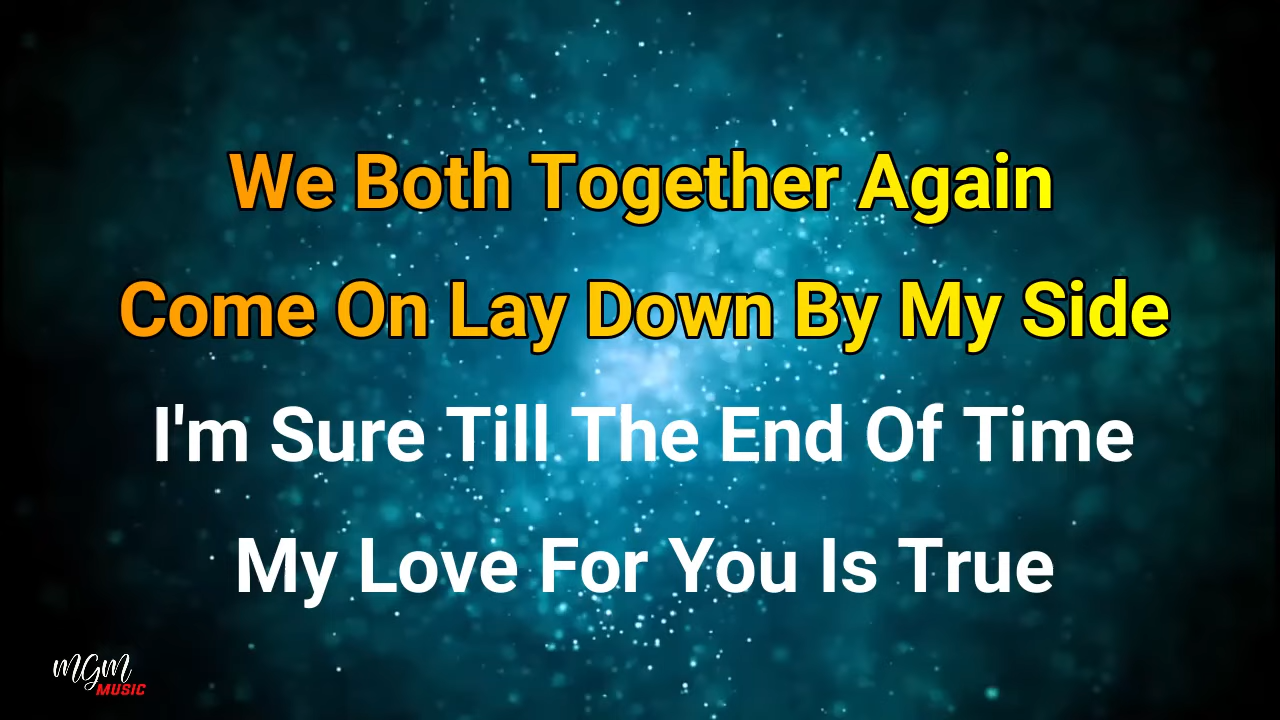 We Both Together Again
Come On Lay Down By My Side
I'm Sure Till The End Of Time
My Love For You Is True
MGM
MUSIC